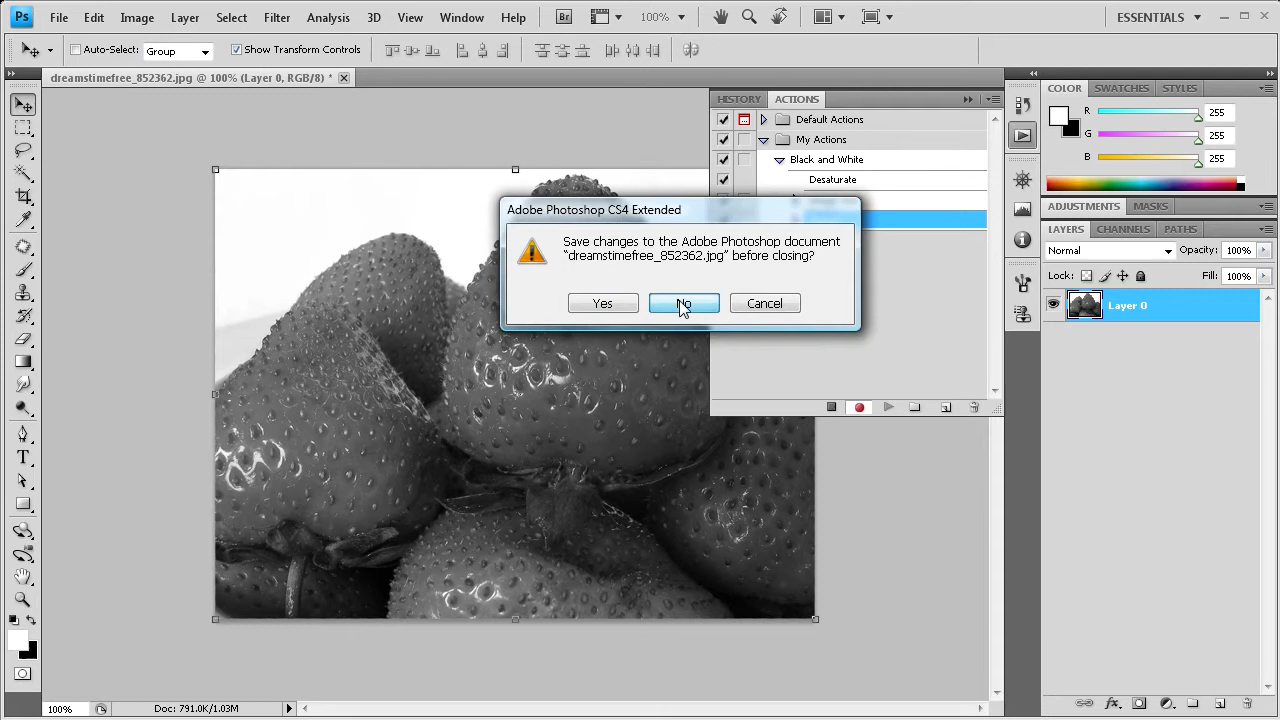 Ps File Edit Image Layer Select Filter Analysis 3D View Window Help Br 100% ESSENTIALS
Auto-Select: Group Show Transform Controls
dreamstimefree_852362.jpg @ 100% (Layer 0, RGB/8) *
HISTORY ACTIONS
Default Actions
My Actions
Black and White
Desaturate
Adobe Photoshop CS4 Extended
Save changes to the Adobe Photoshop document
"dreamstimefree_852362.jpg" before closing?
Yes No Cancel
COLOR SWATCHES STYLES
R 255
G 255
B 255
ADJUSTMENTS MASKS
LAYERS CHANNELS PATHS
Normal Opacity: 100%
Lock: Fill: 100%
Layer 0
T
fx
100% Doc: 791.0K/1.03M